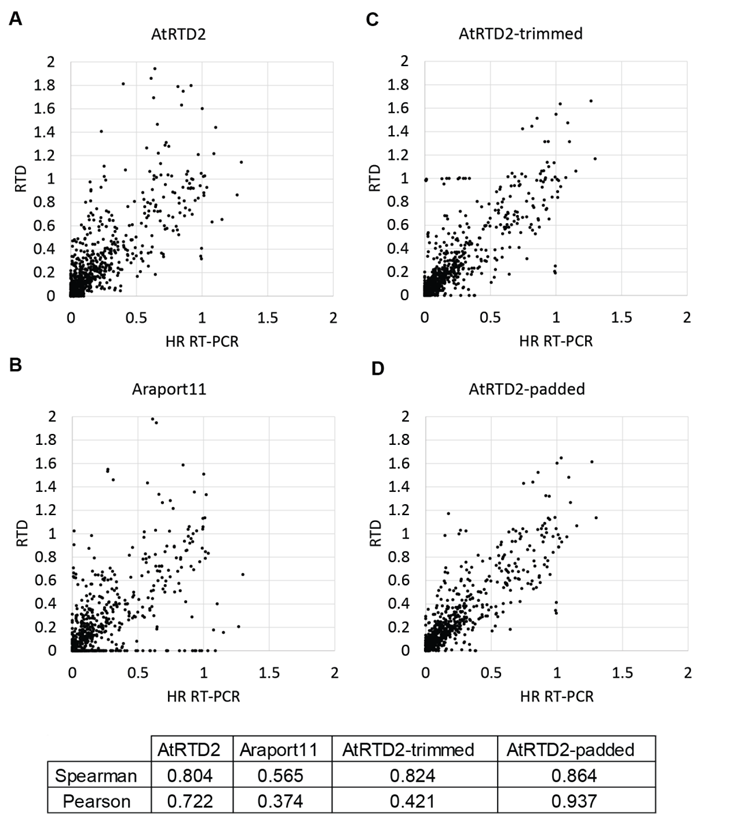 A
AtRTD2
RTD
2
1.8
1.6
1.4
1.2
1
0.8
0.6
0.4
0.2
0
0 0.5 1 1.5 2
HR RT-PCR
B
Araport11
RTD
2
1.8
1.6
1.4
1.2
1
0.8
0.6
0.4
0.2
0
0 0.5 1 1.5 2
HR RT-PCR
C
AtRTD2-trimmed
RTD
2
1.8
1.6
1.4
1.2
1
0.8
0.6
0.4
0.2
0
0 0.5 1 1.5 2
HR RT-PCR
D
AtRTD2-padded
RTD
2
1.8
1.6
1.4
1.2
1
0.8
0.6
0.4
0.2
0
0 0.5 1 1.5 2
HR RT-PCR
AtRTD2 Araport11 AtRTD2-trimmed AtRTD2-padded
Spearman 0.804 0.565 0.824 0.864
Pearson 0.722 0.374 0.421 0.937